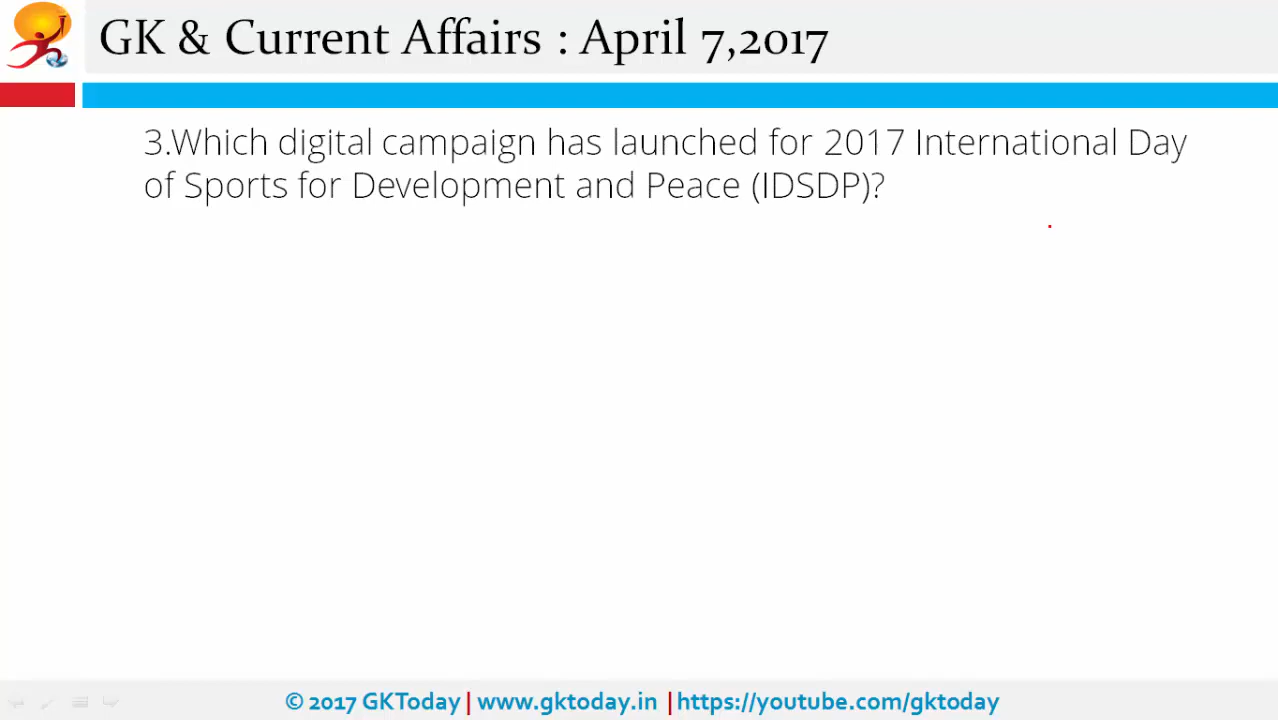 GK & Current Affairs : April 7,2017
3.Which digital campaign has launched for 2017 International Day
of Sports for Development and Peace (IDSDP)?
© 2017 GKToday | www.gktoday.in | https://youtube.com/gktoday